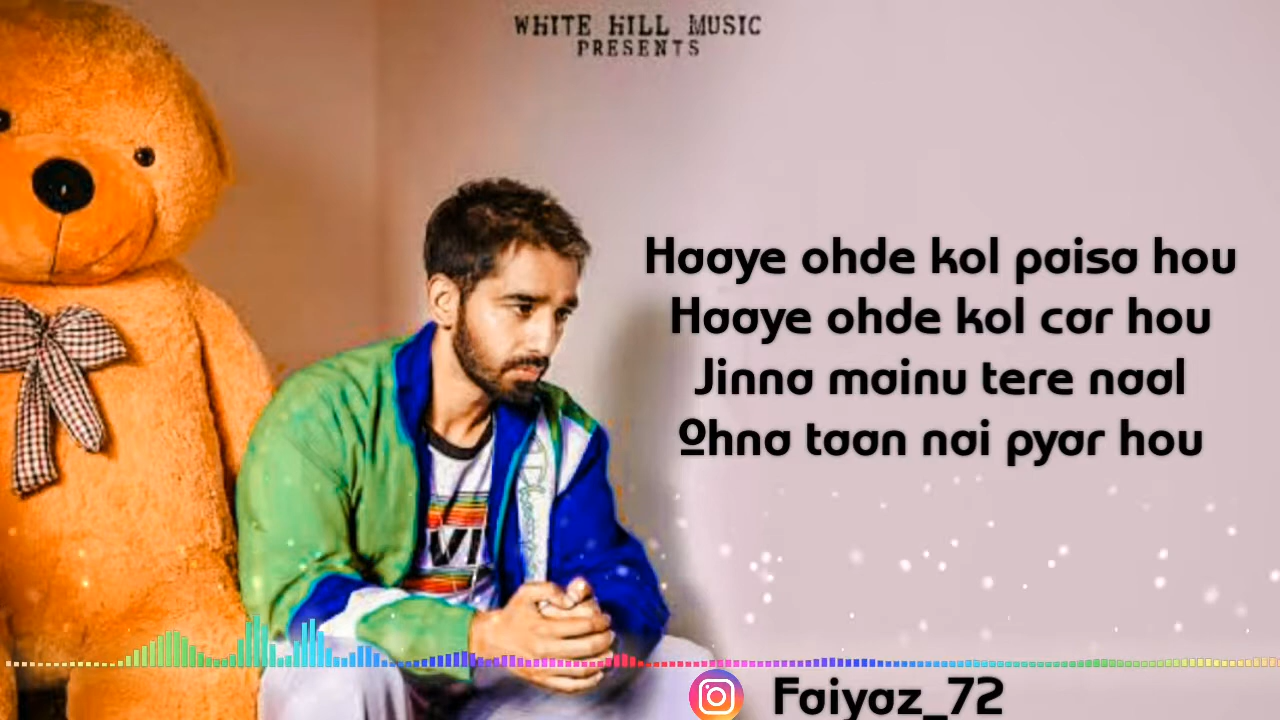 WHITE HILL MUSIC
PRESENTS
Haaye ohde kol paisa hou
Haaye ohde kol car hou
Jinna mainu tere naal
Ohna taan nai pyar hou
VI
Faiyaz_72